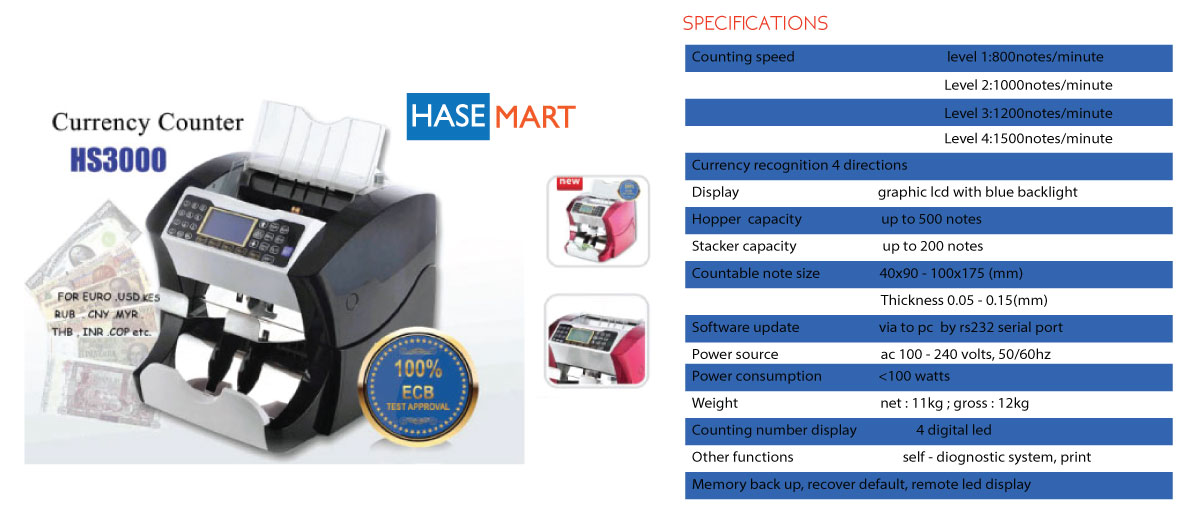 SPECIFICATIONS
Counting speed level 1:800notes/minute
Level 2:1000notes/minute
Level 3:1200notes/minute
Level 4:1500notes/minute
Currency recognition 4 directions
Display graphic lcd with blue backlight
Hopper capacity up to 500 notes
Stacker capacity up to 200 notes
Countable note size 40x90 - 100x175 (mm)
Thickness 0.05 - 0.15(mm)
Software update via to pc by rs232 serial port
Power source ac 100 - 240 volts, 50/60hz
Power consumption <100 watts
Weight net : 11kg ; gross : 12kg
Counting number display 4 digital led
Other functions self - diognostic system, print
Memory back up, recover default, remote led display
HASE MART
Currency Counter
HS3000
new
FOR EURO .USD KES
RUB , CNY .MYR .
THB , INR .COP etc.
100%
ECB
TEST APPROVAL